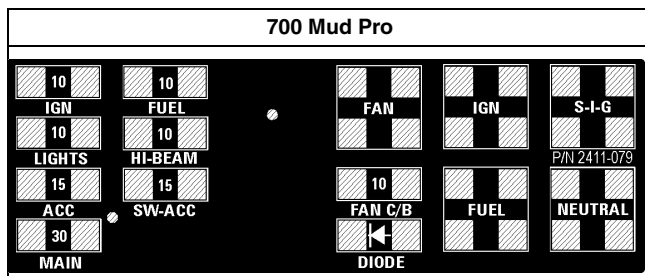 700 Mud Pro
10 10
IGN FUEL FAN IGN S-I-G
10 10
LIGHTS HI-BEAM P/N 2411-079
15 15 10
ACC SW-ACC FAN C/B FUEL NEUTRAL
30
MAIN DIODE